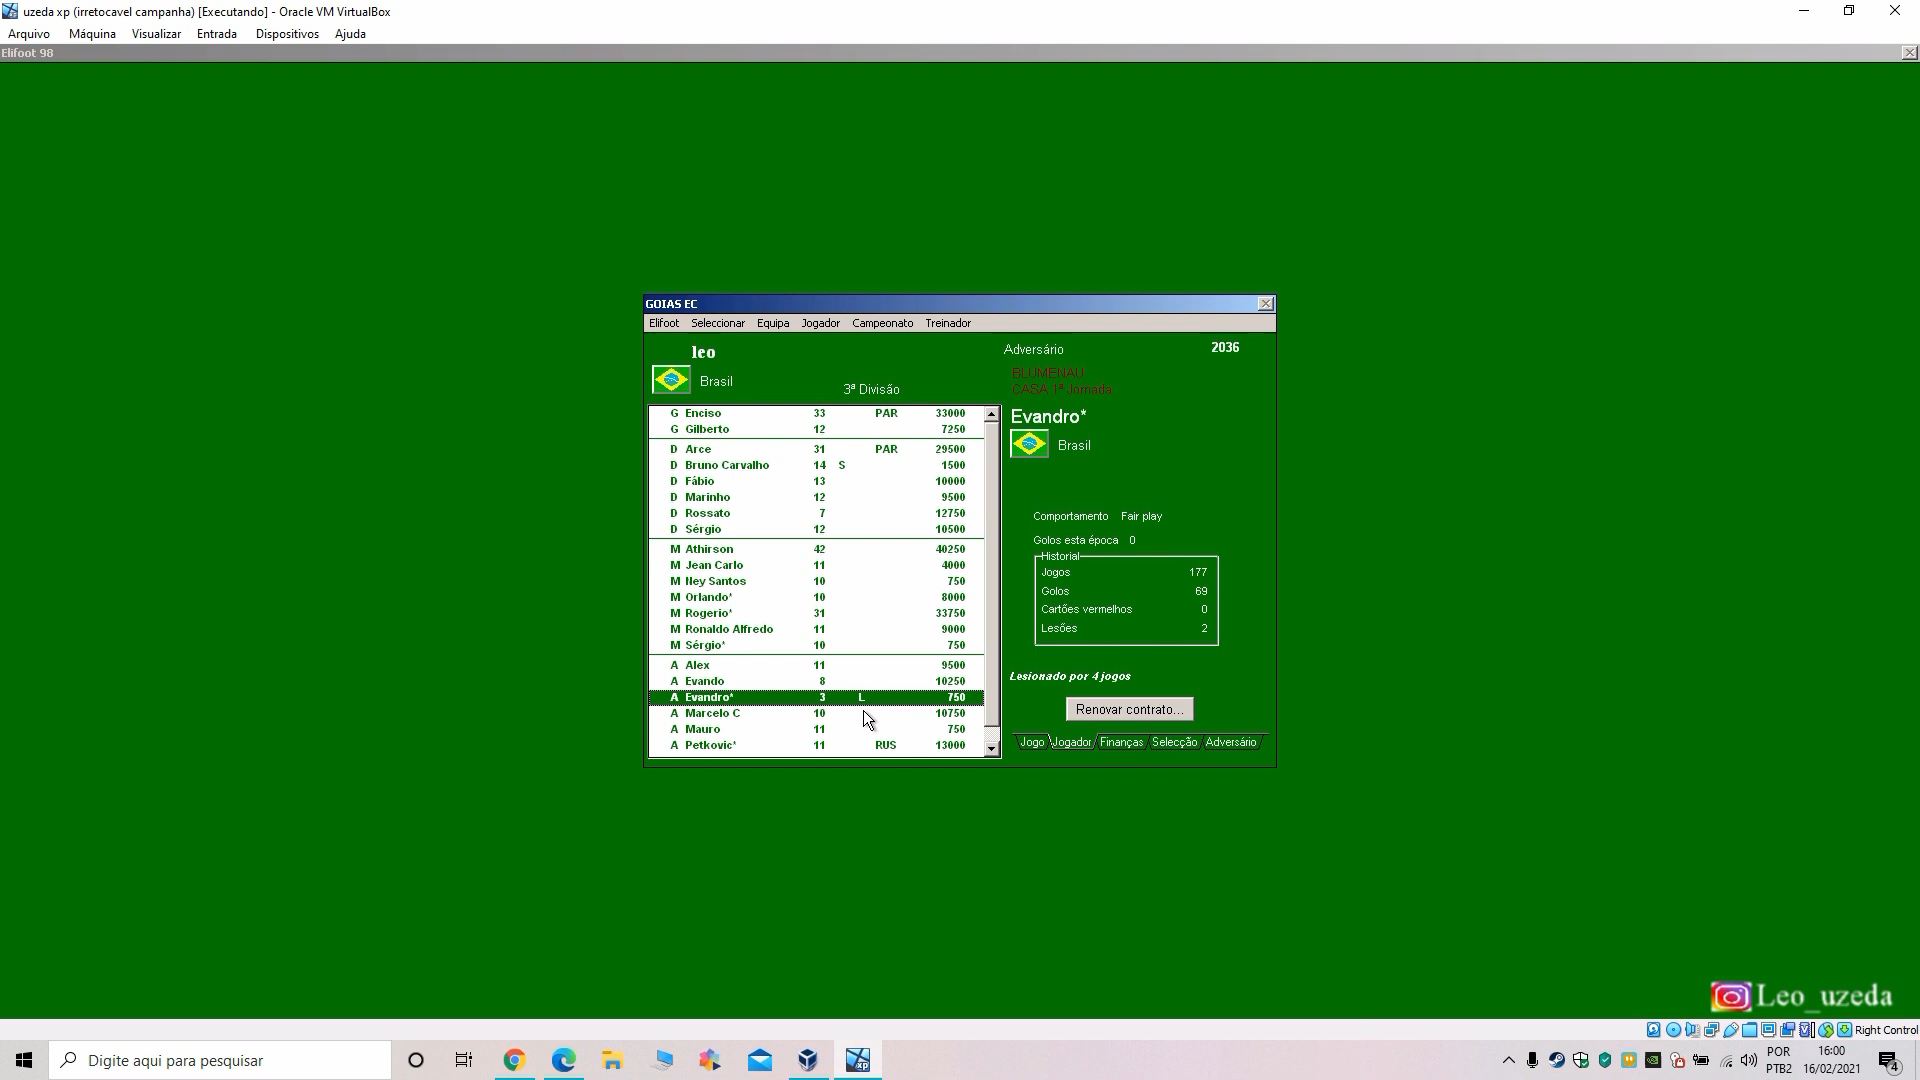 uzeda xp (irretocavel campanha) [Executando] - Oracle VM VirtualBox
Arquivo Máquina Visualizar Entrada Dispositivos Ajuda
Elifoot 98
GOIAS EC
Elifoot Seleccionar Equipa Jogador Campeonato Treinador
leo
Brasil
3ª Divisão
Adversário 2036
BLUMENAU
CASA 1ª Jornada
G Enciso 33 PAR 33000
G Gilberto 12 7250
D Arce 31 PAR 29500
D Bruno Carvalho 14 S 1500
D Fábio 13 10000
D Marinho 12 9500
D Rossato 7 12750
D Sérgio 12 10500
M Athirson 42 40250
M Jean Carlo 11 4000
M Ney Santos 10 750
M Orlando* 10 8000
M Rogerio* 31 33750
M Ronaldo Alfredo 11 9000
M Sérgio* 10 750
A Alex 11 9500
A Evando 8 10250
A Evandro* 3 L 750
A Marcelo C 10 10750
A Mauro 11 750
A Petkovic* 11 RUS 13000
Evandro*
Brasil
Comportamento Fair play
Golos esta época 0
Historial
Jogos 177
Golos 69
Cartões vermelhos 0
Lesões 2
Lesionado por 4 jogos
Renovar contrato...
Jogo Jogador Finanças Selecção Adversário
Leo_uzeda
Right Control
Digite aqui para pesquisar
xp
POR
PTB2
16:00
16/02/2021
4